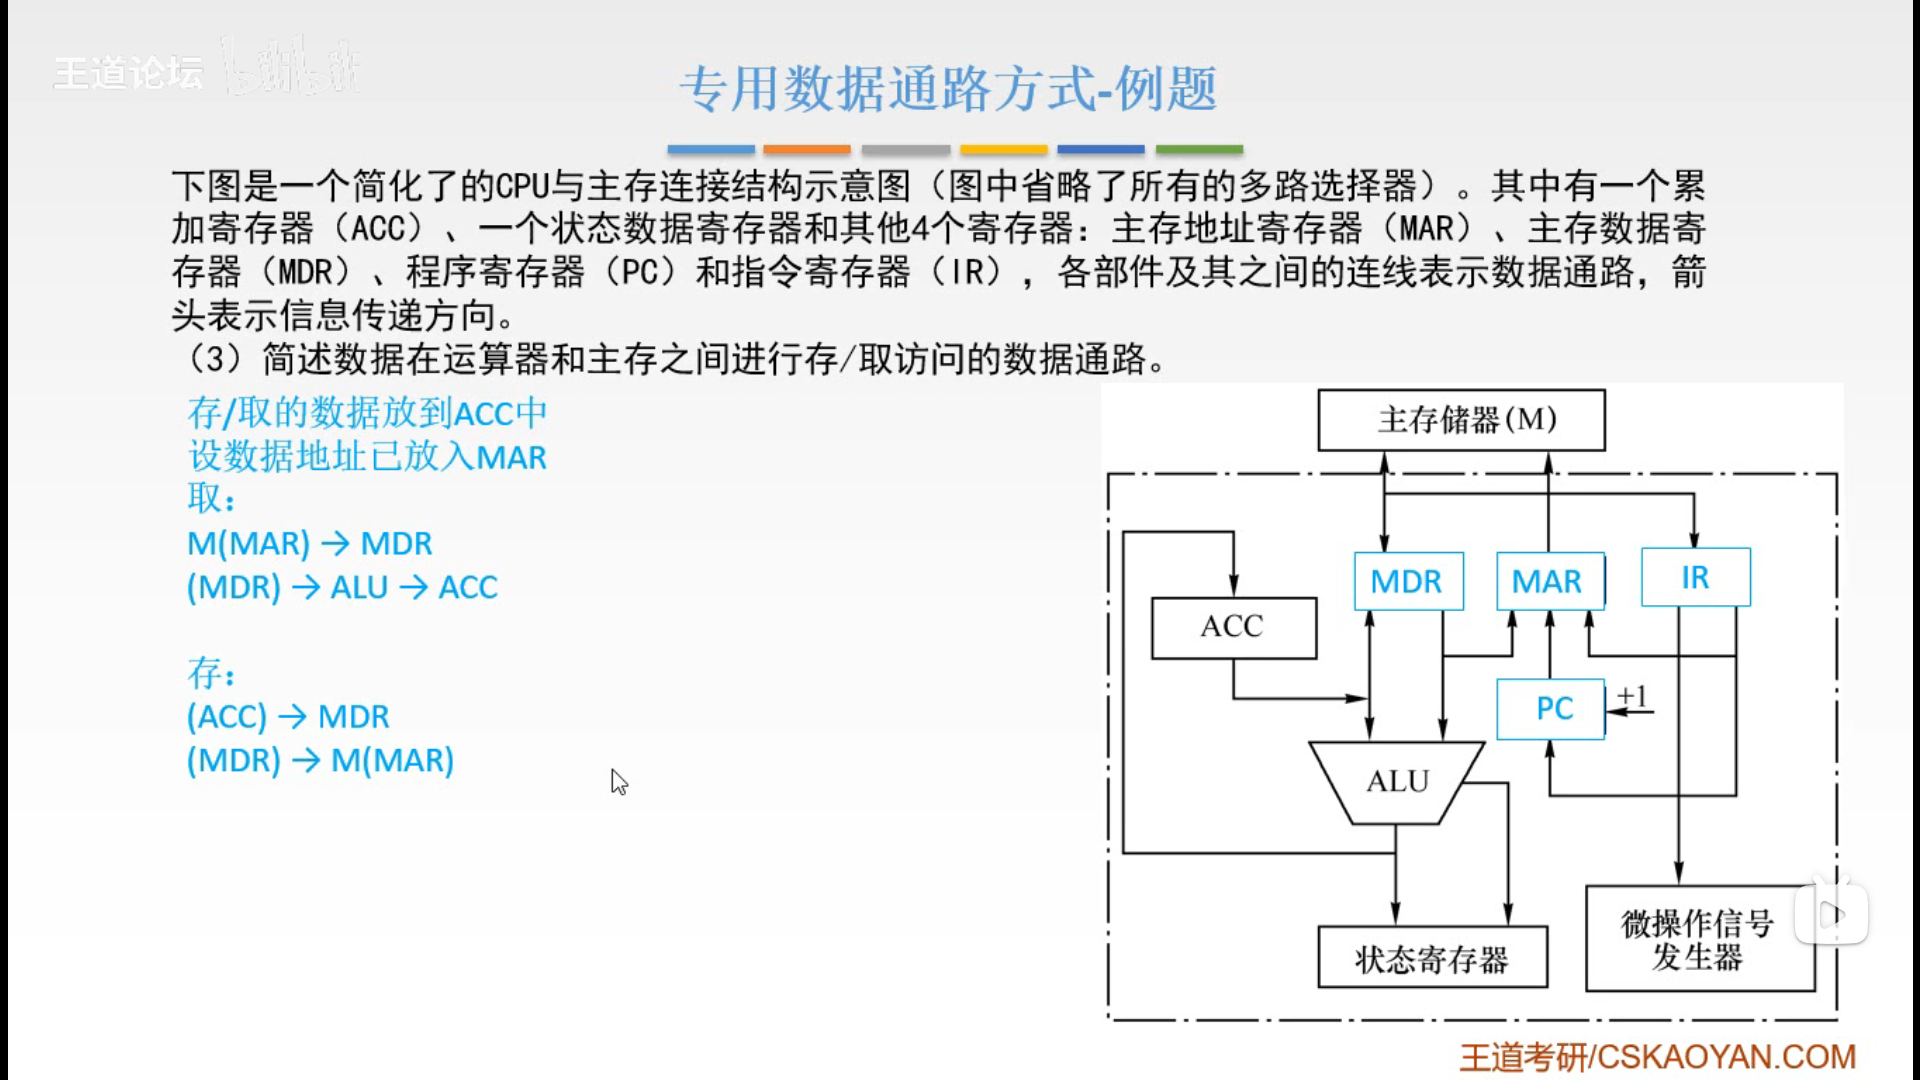 王道论坛 bilibili
专用数据通路方式-例题
下图是一个简化了的CPU与主存连接结构示意图（图中省略了所有的多路选择器）。其中有一个累
加寄存器（ACC）、一个状态数据寄存器和其他4个寄存器：主存地址寄存器（MAR）、主存数据寄
存器（MDR）、程序寄存器（PC）和指令寄存器（IR），各部件及其之间的连线表示数据通路，箭
头表示信息传递方向。
（3）简述数据在运算器和主存之间进行存/取访问的数据通路。
存/取的数据放到ACC中
设数据地址已放入MAR
取：
M(MAR) → MDR
(MDR) → ALU → ACC
存：
(ACC) → MDR
(MDR) → M(MAR)
主存储器(M)
MDR
MAR
IR
ACC
PC
+1
ALU
状态寄存器
微操作信号
发生器
王道考研/CSKAOYAN.COM